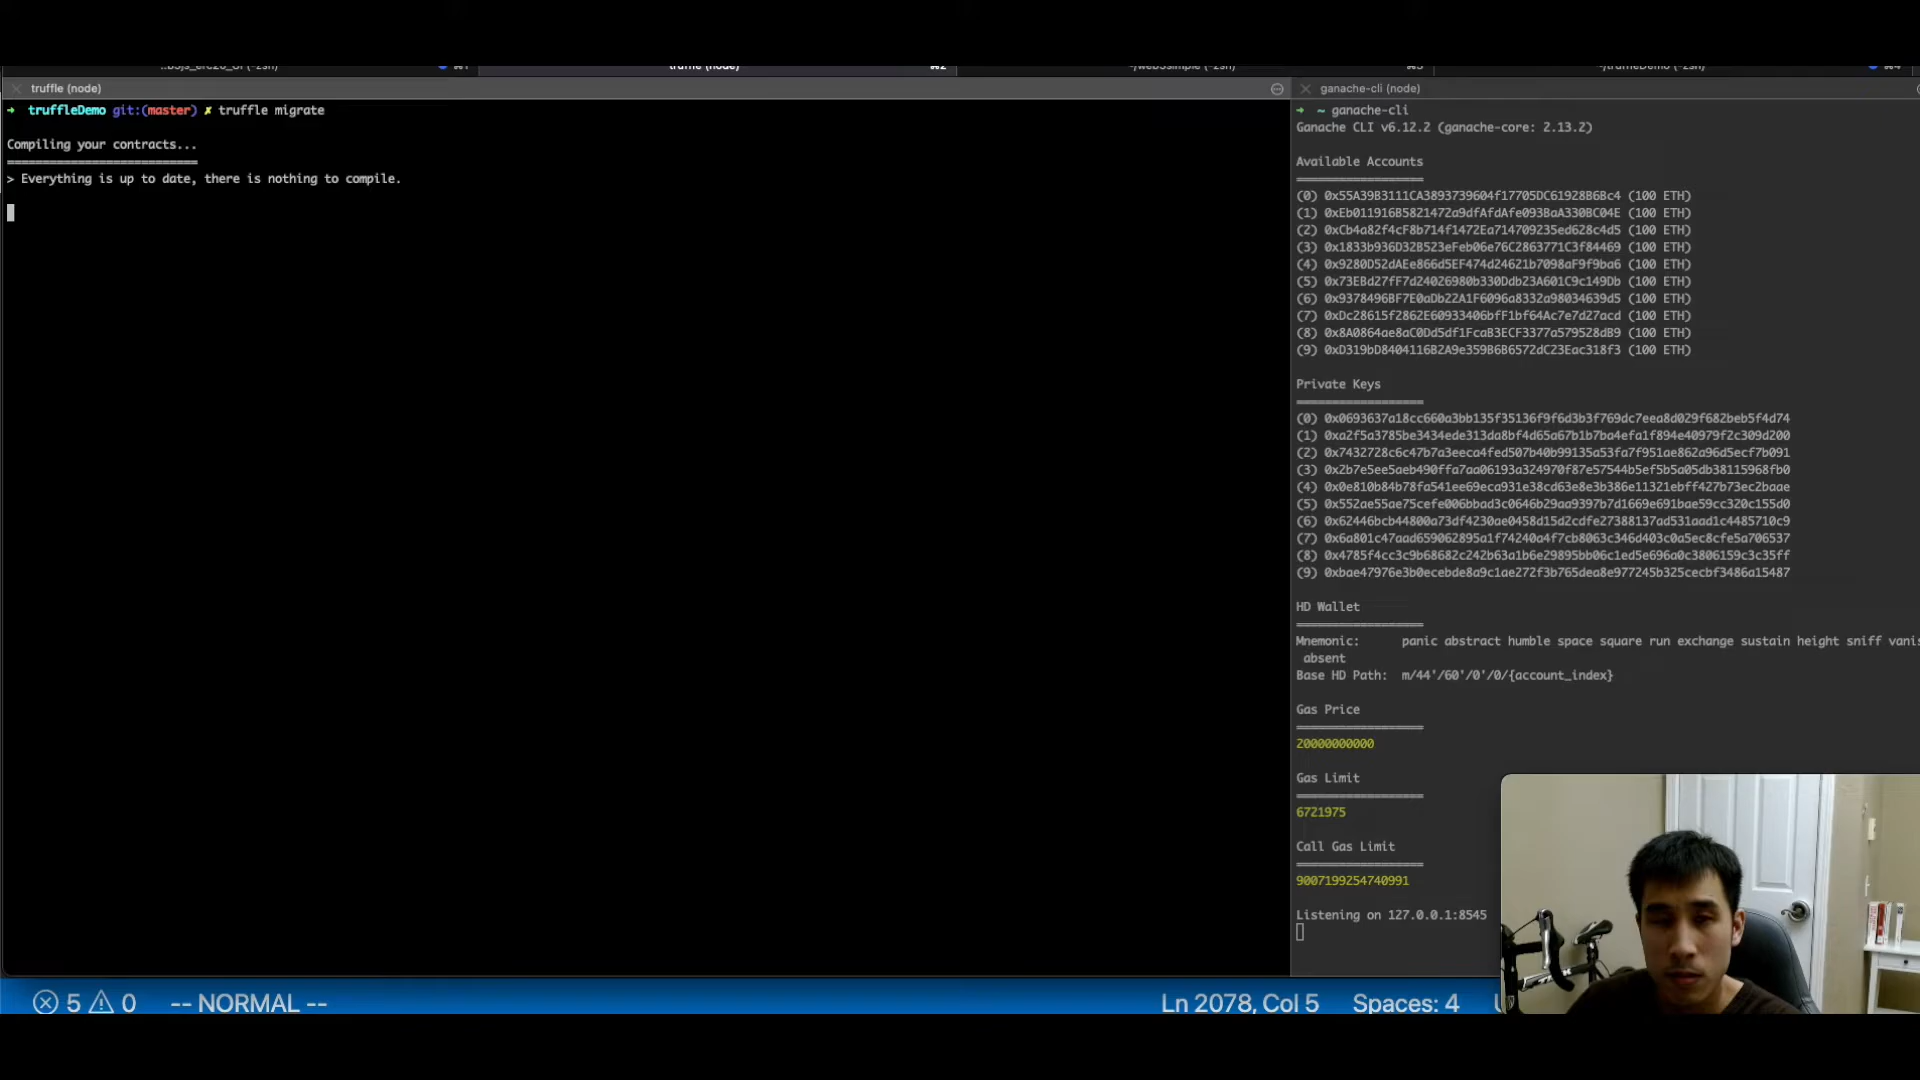 truffle (node)
➜ truffleDemo git:(master) ✗ truffle migrate
Compiling your contracts...
===========================
> Everything is up to date, there is nothing to compile.
ganache-cli (node)
➜ ~ ganache-cli
Ganache CLI v6.12.2 (ganache-core: 2.13.2)
Available Accounts
==================
(0) 0x55A39B3111CA3893739604f17705DC61928B6Bc4 (100 ETH)
(1) 0xEb011916B5821472a9dfAfdAfe093BaA330BC04E (100 ETH)
(2) 0xCb4a82f4cF8b714f1472Ea714709235ed628c4d5 (100 ETH)
(3) 0x1833b936D32B523eFeb06e76C2863771C3f84469 (100 ETH)
(4) 0x9280D52dAEe866d5EF474d24621b7098aF9f9ba6 (100 ETH)
(5) 0x73EBd27fF7d24026980b330Ddb23A601C9c149Db (100 ETH)
(6) 0x9378496BF7E0aDb22A1F6096a8332a98034639d5 (100 ETH)
(7) 0xDc28615f2862E60933406bfF1bf64Ac7e7d27acd (100 ETH)
(8) 0x8A0864ae8aC0Dd5df1FcaB3ECF3377a579528dB9 (100 ETH)
(9) 0xD319bD8404116B2A9e359B6B6572dC23Eac318f3 (100 ETH)
Private Keys
==================
(0) 0x0693637a18cc660a3bb135f35136f9f6d3b3f769dc7eea8d029f682beb5f4d74
(1) 0xa2f5a3785be3434ede313da8bf4d65a67b1b7ba4efa1f894e40979f2c309d200
(2) 0x7432728c6c47b7a3eeca4fed507b40b99135a53fa7f951ae862a96d5ecf7b091
(3) 0x2b7e5ee5aeb490ffa7aa06193a324970f87e57544b5ef5b5a05db38115968fb0
(4) 0x0e810b84b78fa541ee69eca931e38cd63e8e3b386e11321ebff427b73ec2baae
(5) 0x552ae55ae75cefe006bbad3c0646b29aa9397b7d1669e691bae59cc320c155d0
(6) 0x62446bcb44800a73df4230ae0458d15d2cdfe27388137ad531aad1c4485710c9
(7) 0x6a801c47aad659062895a1f74240a4f7cb8063c346d403c0a5ec8cfe5a706537
(8) 0x4785f4cc3c9b68682c242b63a1b6e29895bb06c1ed5e696a0c3806159c3c35ff
(9) 0xbae47976e3b0ecebde8a9c1ae272f3b765dea8e977245b325cecbf3486a15487
HD Wallet
==================
Mnemonic: panic abstract humble space square run exchange sustain height sniff vanis
absent
Base HD Path: m/44'/60'/0'/0/{account_index}
Gas Price
==================
20000000000
Gas Limit
==================
6721975
Call Gas Limit
==================
9007199254740991
Listening on 127.0.0.1:8545
5 0 -- NORMAL -- Ln 2078, Col 5 Spaces: 4